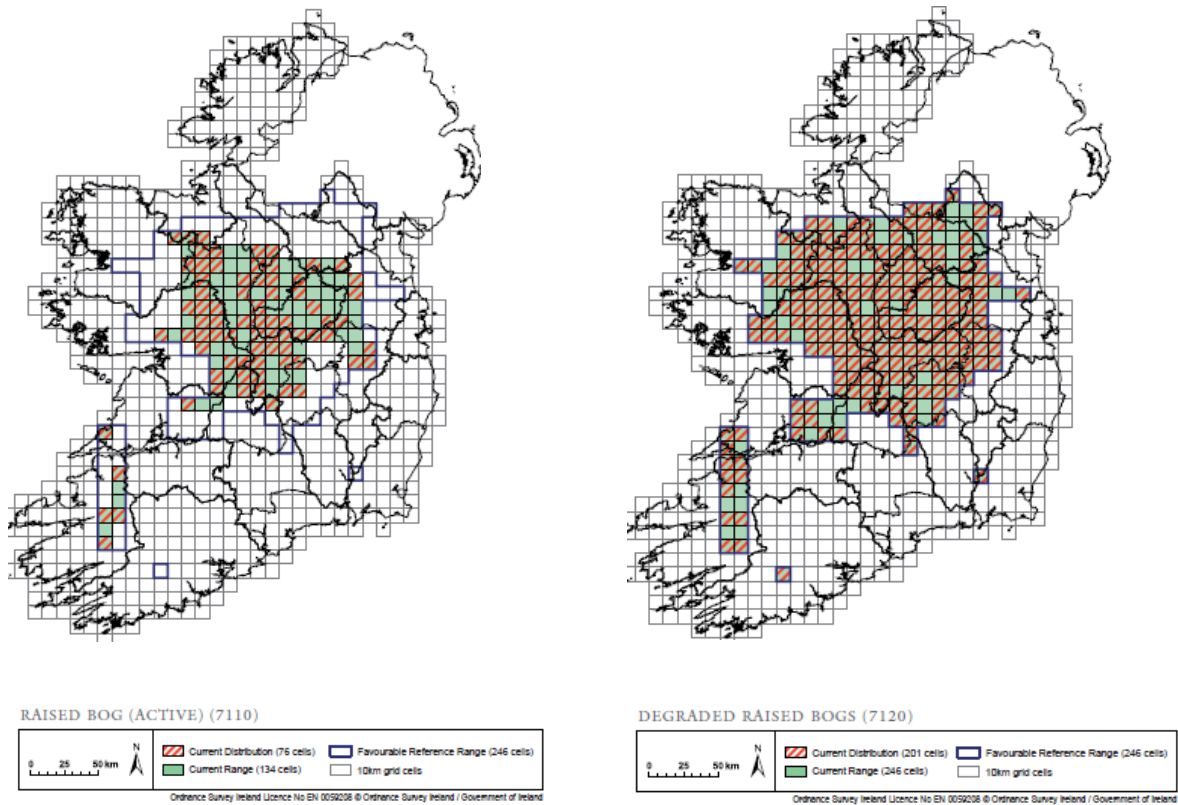 RAISED BOG (ACTIVE) (7110)
N
0 25 50 km
Current Distribution (76 cells)
Current Range (134 cells)
Favourable Reference Range (246 cells)
10km grid cells
Ordnance Survey Ireland Licence No EN 0059208 © Ordnance Survey Ireland / Government of Ireland
DEGRADED RAISED BOGS (7120)
N
0 25 50 km
Current Distribution (201 cells)
Current Range (246 cells)
Favourable Reference Range (246 cells)
10km grid cells
Ordnance Survey Ireland Licence No EN 0059208 © Ordnance Survey Ireland / Government of Ireland